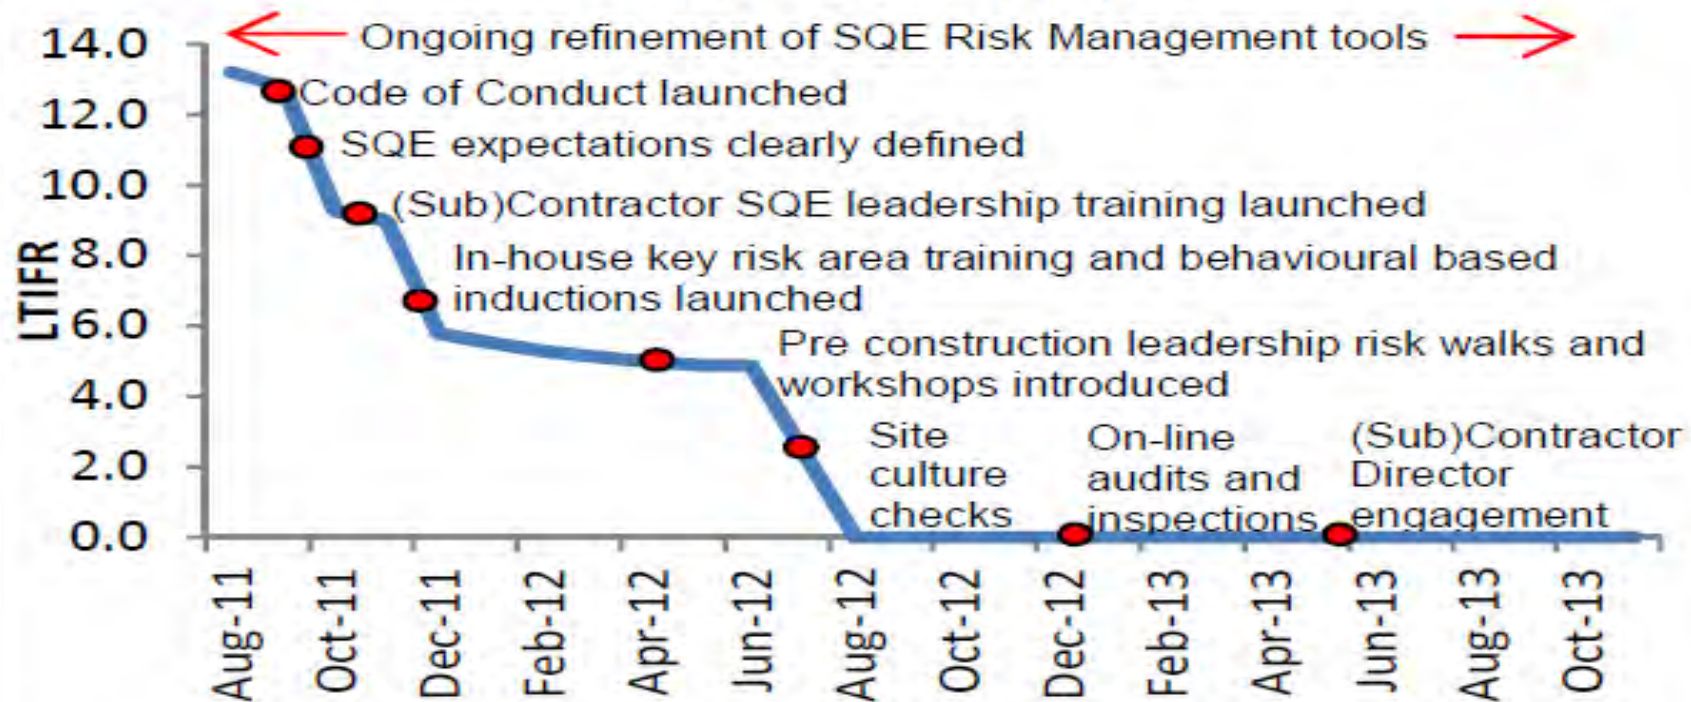 Ongoing refinement of SQE Risk Management tools
14.0
Code of Conduct launched
12.0
SQE expectations clearly defined
10.0
(Sub)Contractor SQE leadership training launched
8.0
In-house key risk area training and behavioural based
inductions launched
6.0
Pre construction leadership risk walks and
workshops introduced
4.0
Site
culture
checks
On-line
audits and
inspections
(Sub)Contractor
Director
engagement
2.0
0.0
LTIFR
Aug-11
Oct-11
Dec-11
Feb-12
Apr-12
Jun-12
Aug-12
Oct-12
Dec-12
Feb-13
Apr-13
Jun-13
Aug-13
Oct-13